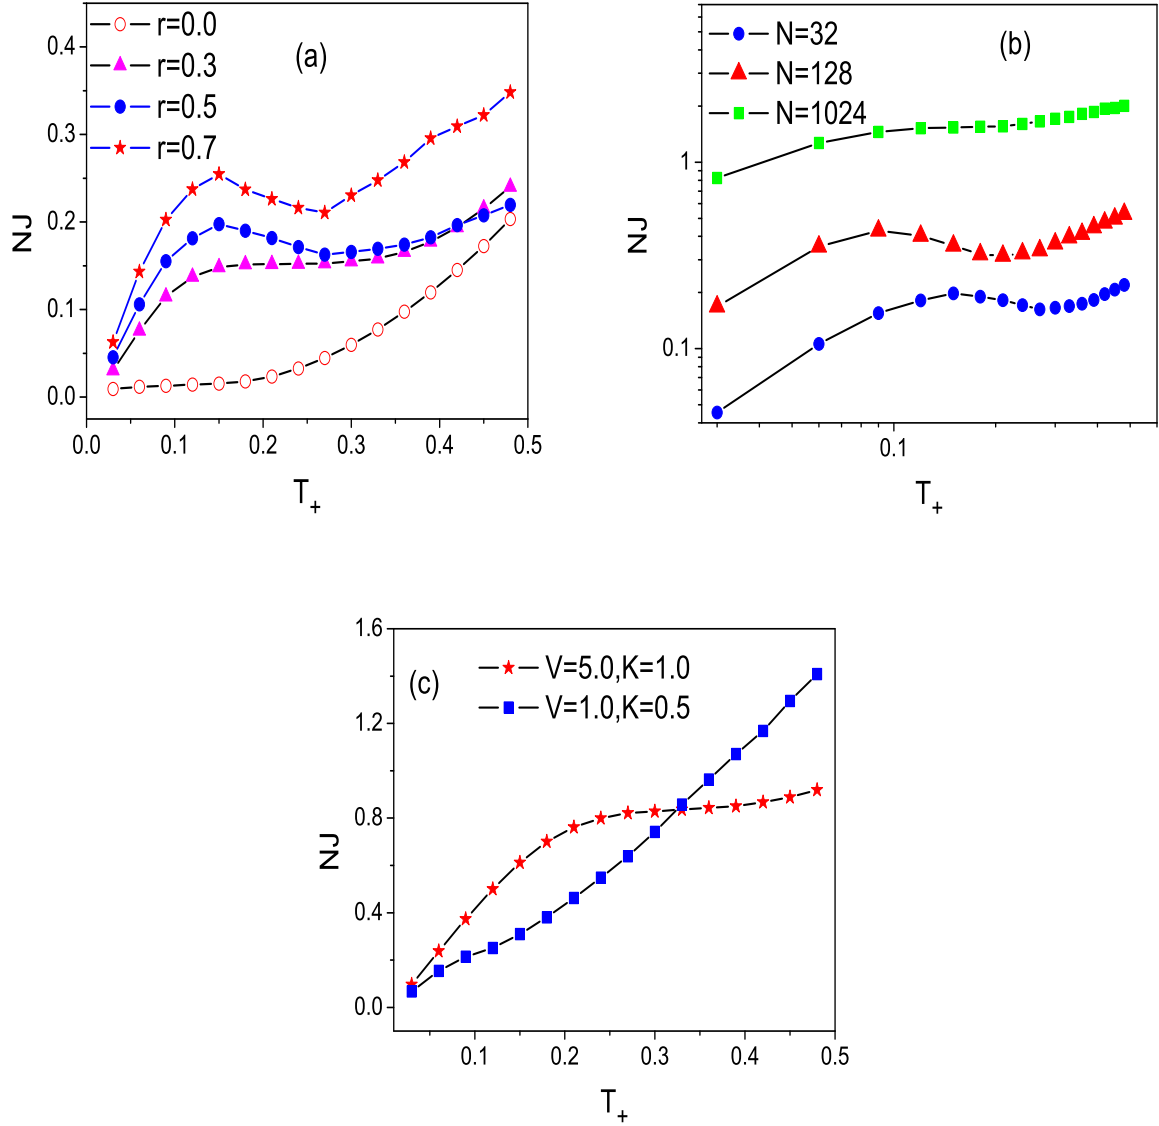 (a)
r=0.0
r=0.3
r=0.5
r=0.7
0.4
0.3
0.2
0.1
0.0
NJ
0.0 0.1 0.2 0.3 0.4 0.5
T+
(b)
N=32
N=128
N=1024
1
0.1
NJ
0.1
T+
(c)
V=5.0,K=1.0
V=1.0,K=0.5
1.6
1.2
0.8
0.4
0.0
NJ
0.1 0.2 0.3 0.4 0.5
T+